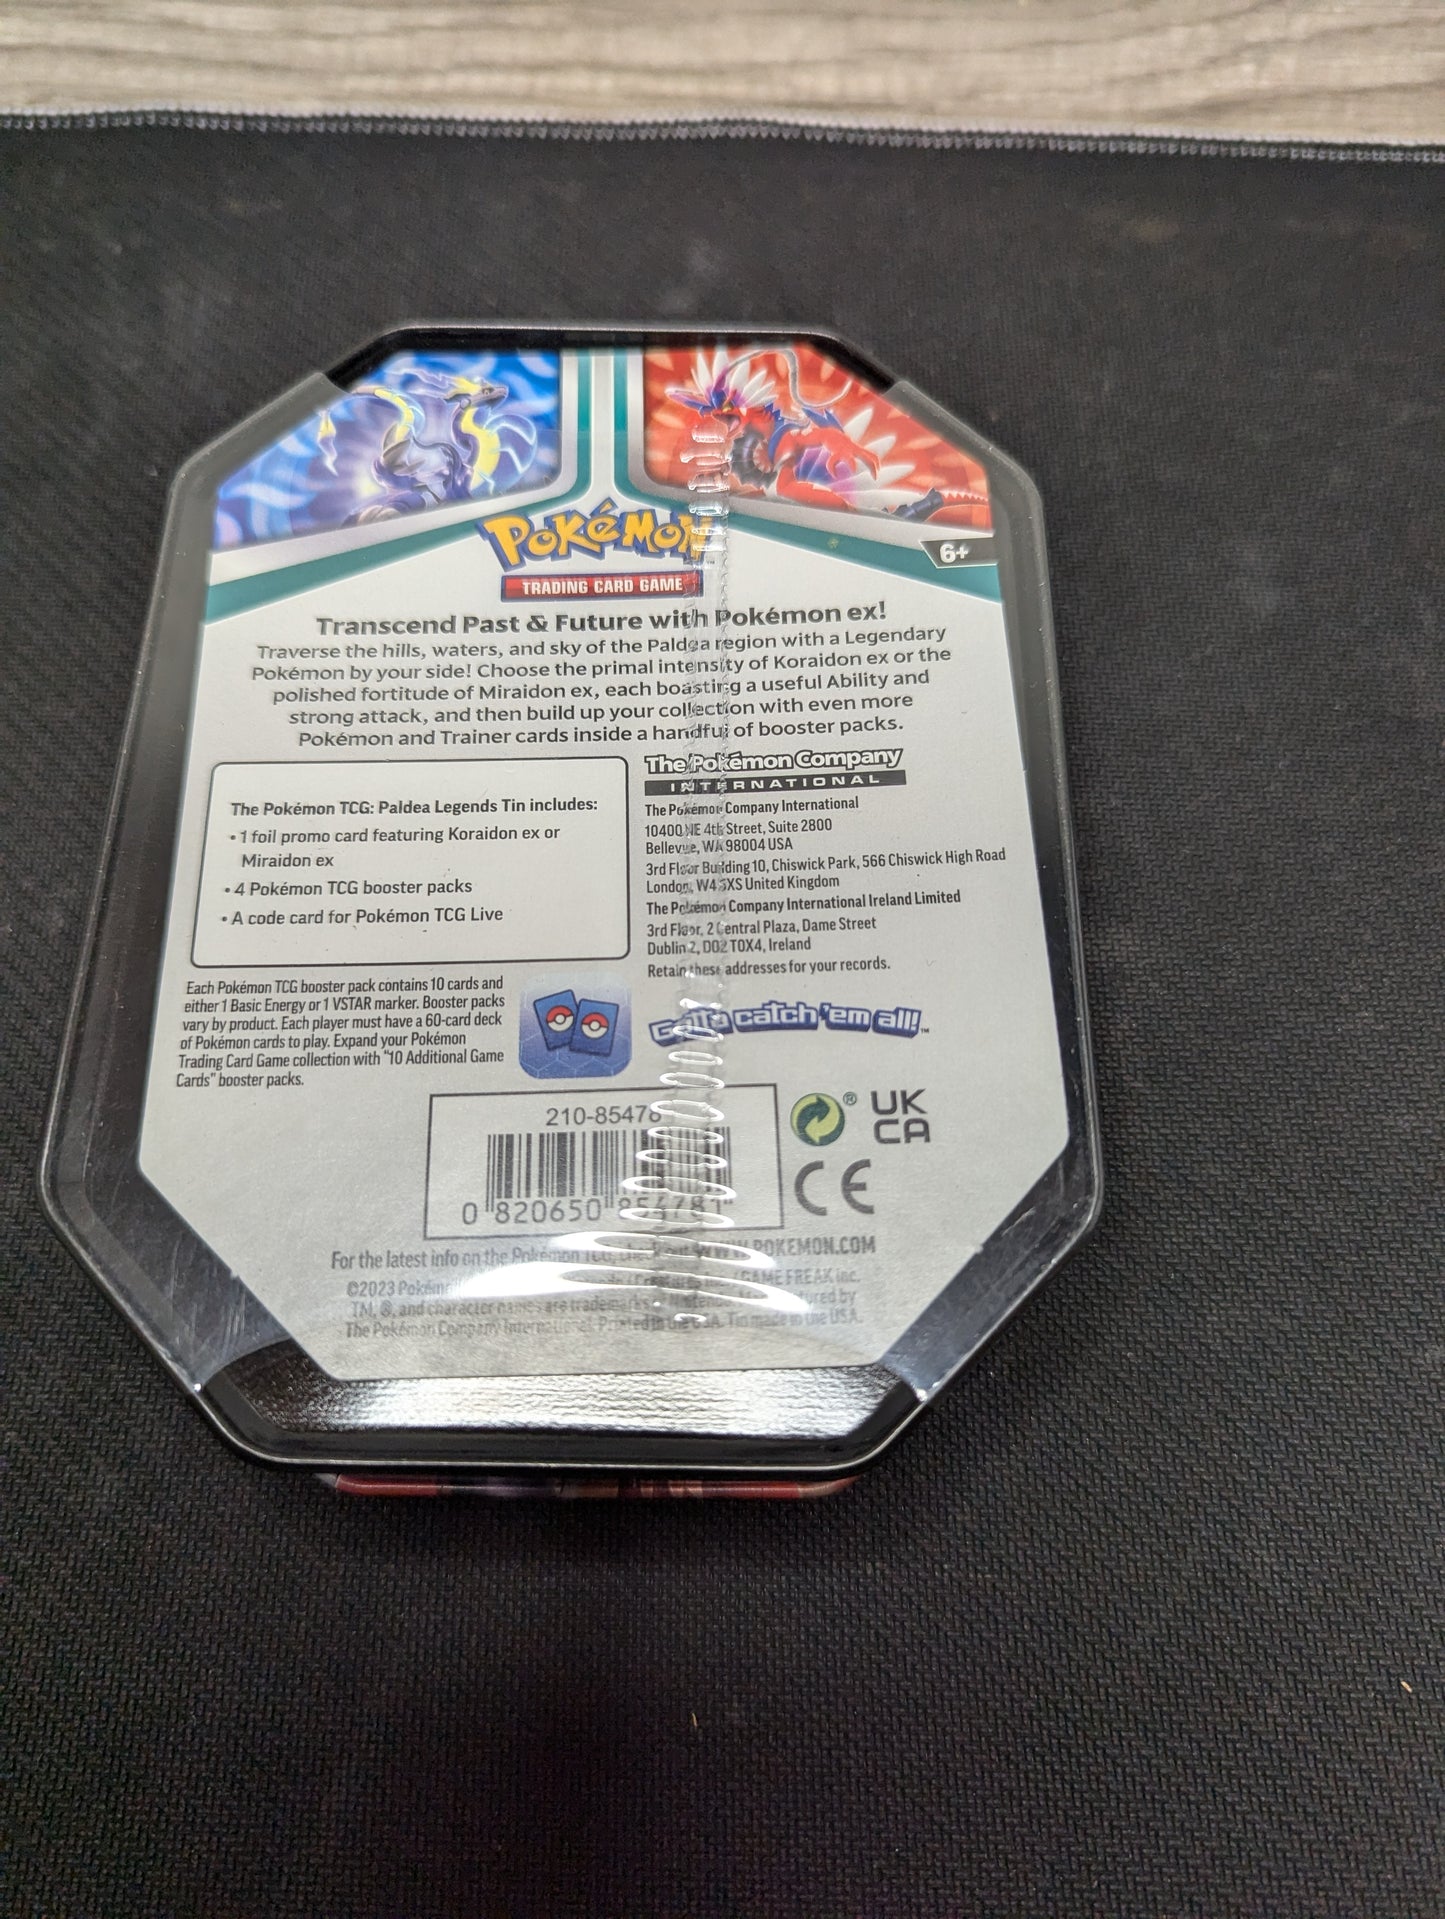 Pokémon
TRADING CARD GAME
6+
Transcend Past & Future with Pokémon ex!
Traverse the hills, waters, and sky of the Paldea region with a Legendary
Pokémon by your side! Choose the primal intensity of Koraidon ex or the
polished fortitude of Miraidon ex, each boasting a useful Ability and
strong attack, and then build up your collection with even more
Pokémon and Trainer cards inside a handful of booster packs.
The Pokémon TCG: Paldea Legends Tin includes:
• 1 foil promo card featuring Koraidon ex or
Miraidon ex
• 4 Pokémon TCG booster packs
• A code card for Pokémon TCG Live
Each Pokémon TCG booster pack contains 10 cards and
either 1 Basic Energy or 1 VSTAR marker. Booster packs
vary by product. Each player must have a 60-card deck
of Pokémon cards to play. Expand your Pokémon
Trading Card Game collection with "10 Additional Game
Cards" booster packs.
The Pokémon Company
INTERNATIONAL
The Pokémon Company International
10400 NE 4th Street, Suite 2800
Bellevue, WA 98004 USA
3rd Floor Building 10, Chiswick Park, 566 Chiswick High Road
London, W4 5XS United Kingdom
The Pokémon Company International Ireland Limited
3rd Floor, 2 Central Plaza, Dame Street
Dublin 2, D02 T0X4, Ireland
Retain these addresses for your records.
Gotta catch 'em all!™
210-85478
0 820650 854781
® UK
CA
CE
For the latest info on the Pokémon TCG, check out WWW.POKEMON.COM
©2023 Pokémon GAME FREAK inc.
TM, ®, and character names are trademarks of Nintendo. Manufactured by
The Pokémon Company International. Printed in the USA. Tin made in the USA.